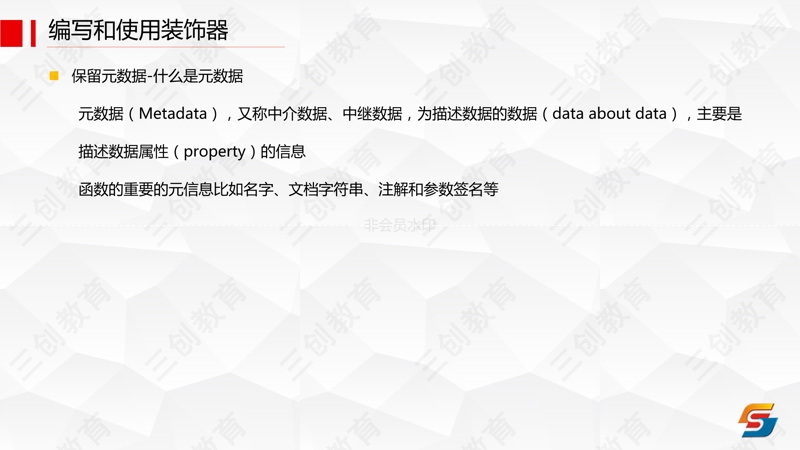 编写和使用装饰器
保留元数据-什么是元数据
元数据（Metadata），又称中介数据、中继数据，为描述数据的数据（data about data），主要是
描述数据属性（property）的信息
函数的重要的元信息比如名字、文档字符串、注解和参数签名等
非会员水印
三创教育
三创教育
三创教育
三创教育
三创教育
三创教育
三创教育
三创教育
三创教育
三创教育
三创教育
三创教育